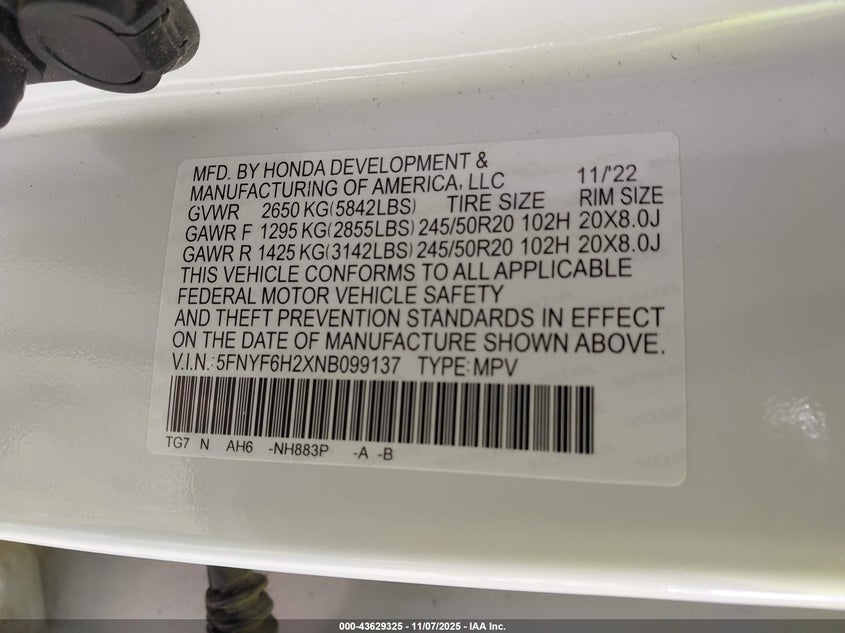 MFD. BY HONDA DEVELOPMENT &
MANUFACTURING OF AMERICA, LLC 11/'22
GVWR 2650 KG(5842LBS) TIRE SIZE RIM SIZE
GAWR F 1295 KG(2855LBS) 245/50R20 102H 20X8.0J
GAWR R 1425 KG(3142LBS) 245/50R20 102H 20X8.0J
THIS VEHICLE CONFORMS TO ALL APPLICABLE
FEDERAL MOTOR VEHICLE SAFETY
AND THEFT PREVENTION STANDARDS IN EFFECT
ON THE DATE OF MANUFACTURE SHOWN ABOVE.
V.I.N.: 5FNYF6H2XNB099137 TYPE: MPV
TG7 N AH6 -NH883P -A -B
000-43629325 | 11/07/2025 - IAA Inc.